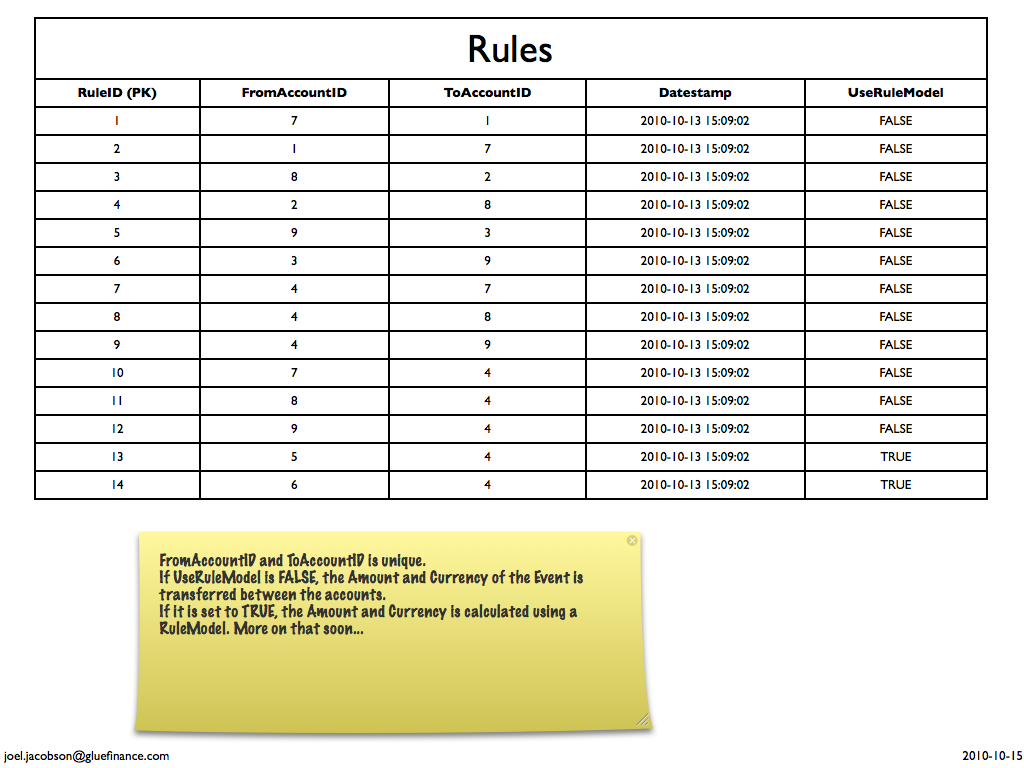 Rules
RuleID (PK) FromAccountID ToAccountID Datestamp UseRuleModel
1 7 1 2010-10-13 15:09:02 FALSE
2 1 7 2010-10-13 15:09:02 FALSE
3 8 2 2010-10-13 15:09:02 FALSE
4 2 8 2010-10-13 15:09:02 FALSE
5 9 3 2010-10-13 15:09:02 FALSE
6 3 9 2010-10-13 15:09:02 FALSE
7 4 7 2010-10-13 15:09:02 FALSE
8 4 8 2010-10-13 15:09:02 FALSE
9 4 9 2010-10-13 15:09:02 FALSE
10 7 4 2010-10-13 15:09:02 FALSE
11 8 4 2010-10-13 15:09:02 FALSE
12 9 4 2010-10-13 15:09:02 FALSE
13 5 4 2010-10-13 15:09:02 TRUE
14 6 4 2010-10-13 15:09:02 TRUE
FromAccountID and ToAccountID is unique.
If UseRuleModel is FALSE, the Amount and Currency of the Event is
transferred between the accounts.
If it is set to TRUE, the Amount and Currency is calculated using a
RuleModel. More on that soon...
joel.jacobson@gluefinance.com 2010-10-15